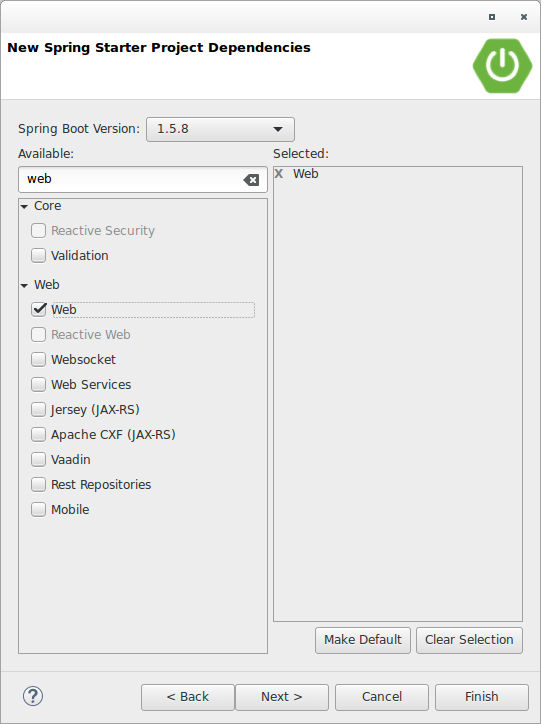 New Spring Starter Project Dependencies
Spring Boot Version: 1.5.8
Available: Selected:
web
X Web
Core
Reactive Security
Validation
Web
Web
Reactive Web
Websocket
Web Services
Jersey (JAX-RS)
Apache CXF (JAX-RS)
Vaadin
Rest Repositories
Mobile
Make Default Clear Selection
? < Back Next > Cancel Finish